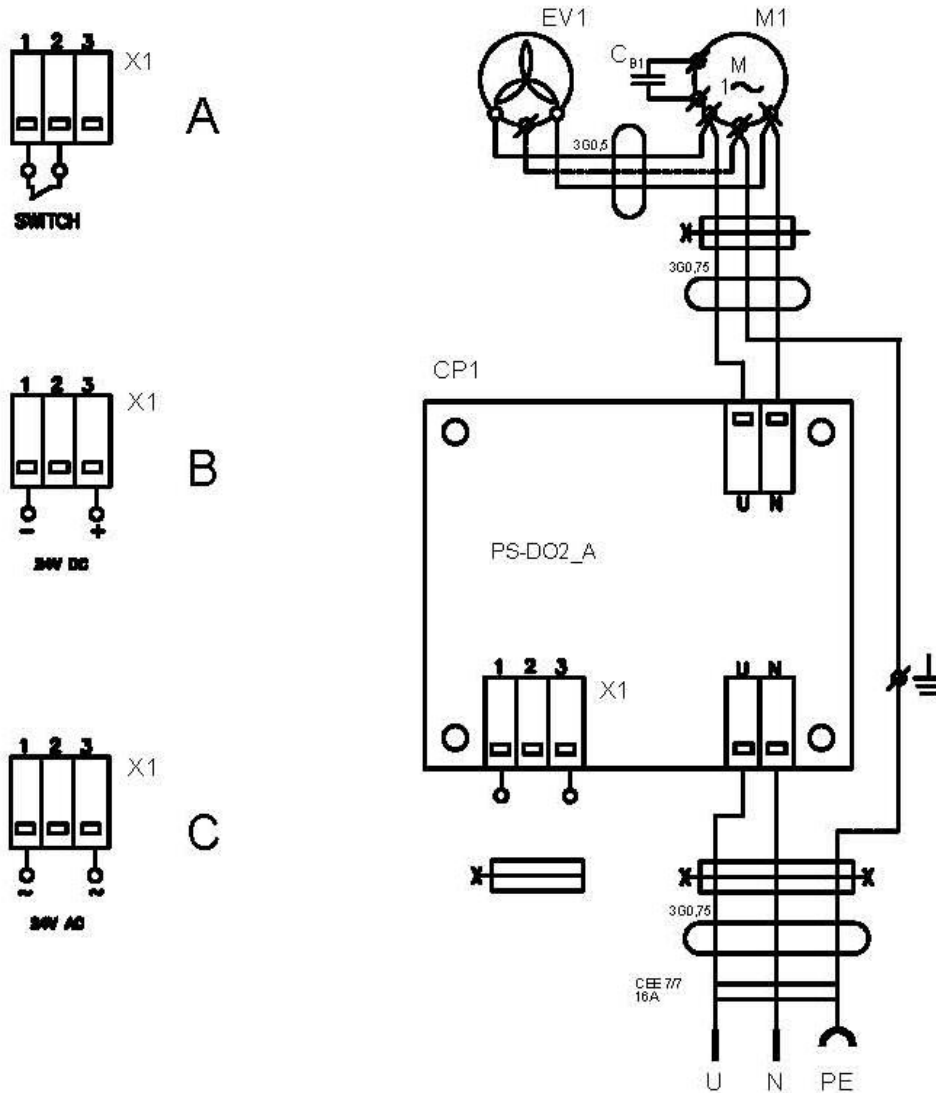 EV1
M1
1 2 3
X1
A
SWITCH
C B1
M
1
3G0,5
3G0,75
1 2 3
X1
B
- +
24V DC
CP1
U N
PS-DO2_A
1 2 3
X1
U N
1 2 3
X1
C
~ ~
24V AC
3G0,75
CEE 7/7
16A
U N PE